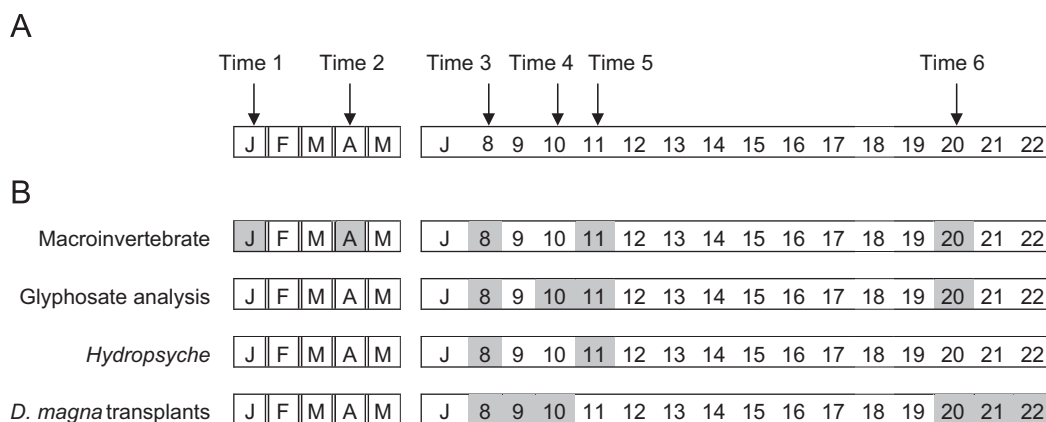 A
Time 1 Time 2 Time 3 Time 4 Time 5 Time 6
J F M A M J 8 9 10 11 12 13 14 15 16 17 18 19 20 21 22
B
Macroinvertebrate J F M A M J 8 9 10 11 12 13 14 15 16 17 18 19 20 21 22
Glyphosate analysis J F M A M J 8 9 10 11 12 13 14 15 16 17 18 19 20 21 22
Hydropsyche J F M A M J 8 9 10 11 12 13 14 15 16 17 18 19 20 21 22
D. magna transplants J F M A M J 8 9 10 11 12 13 14 15 16 17 18 19 20 21 22